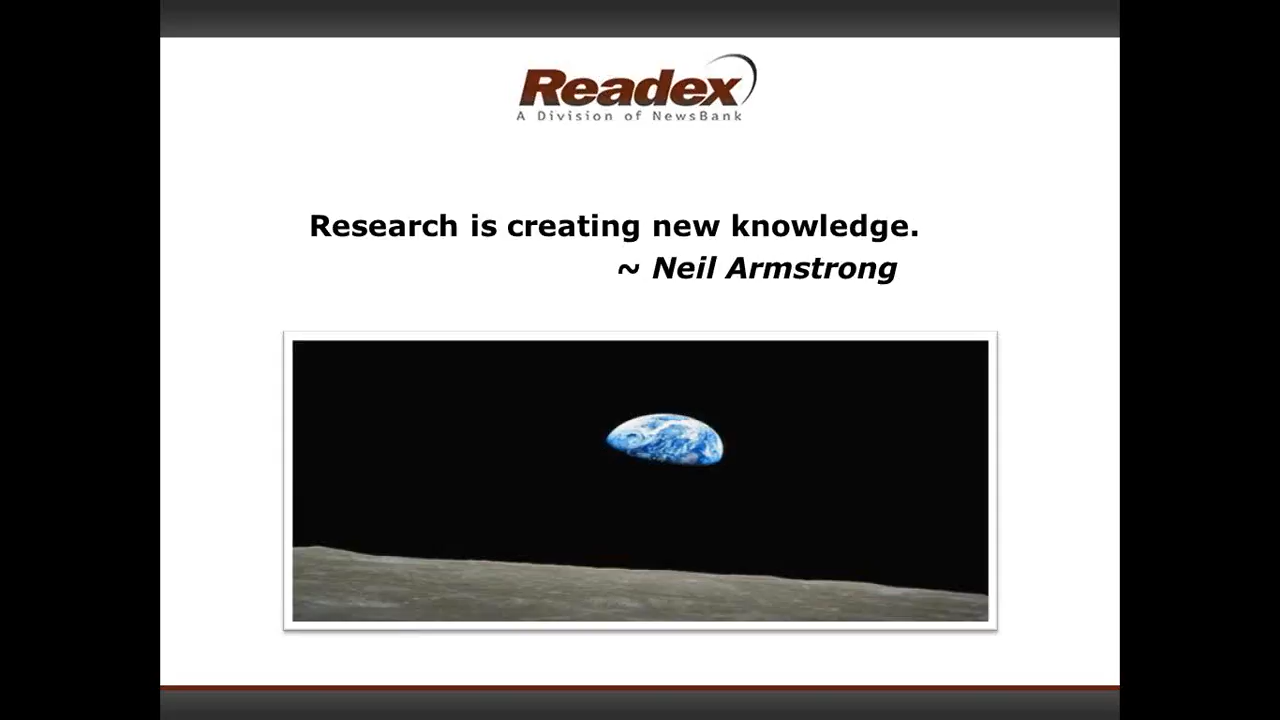 Readex
A Division of NewsBank
Research is creating new knowledge.
~ Neil Armstrong